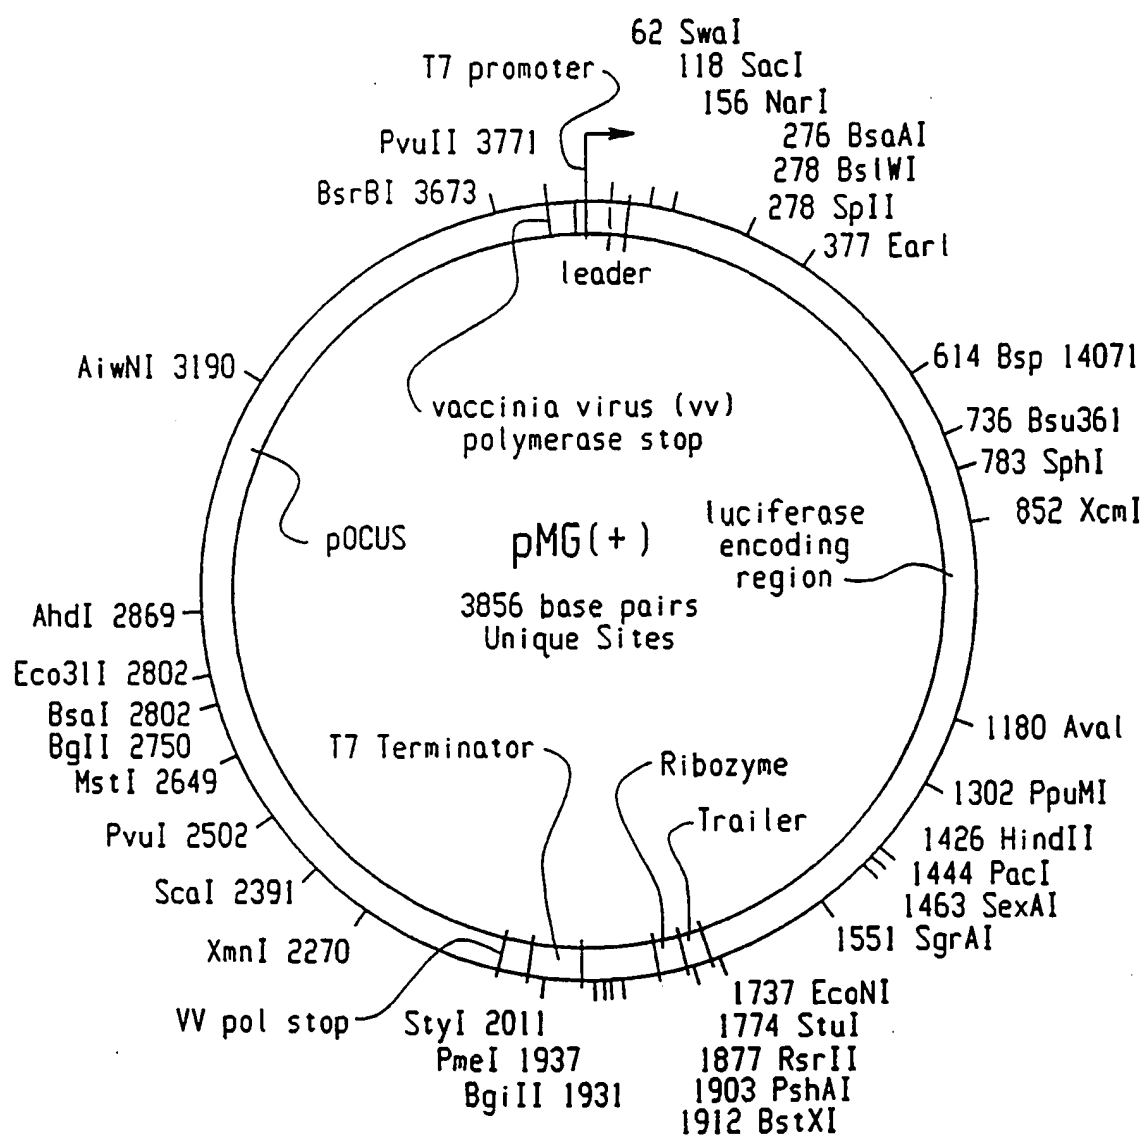 62 SwaI
T7 promoter
118 SacI
156 NarI
PvuII 3771
276 BsaAI
278 BsiWI
BsrBI 3673
278 SpII
377 EarI
leader
AiwNI 3190
614 Bsp 14071
vaccinia virus (vv)
polymerase stop
736 Bsu361
783 SphI
852 XcmI
pOCUS
pMG(+)
luciferase
encoding
region
3856 base pairs
Unique Sites
AhdI 2869
Eco31I 2802
BsaI 2802
BgII 2750
MstI 2649
T7 Terminator
Ribozyme
1180 AvaI
1302 PpuMI
Trailer
PvuI 2502
1426 HindII
1444 PacI
ScaI 2391
1463 SexAI
1551 SgrAI
XmnI 2270
1737 EcoNI
VV pol stop
StyI 2011
1774 StuI
PmeI 1937
1877 RsrII
BgiII 1931
1903 PshAI
1912 BstXI